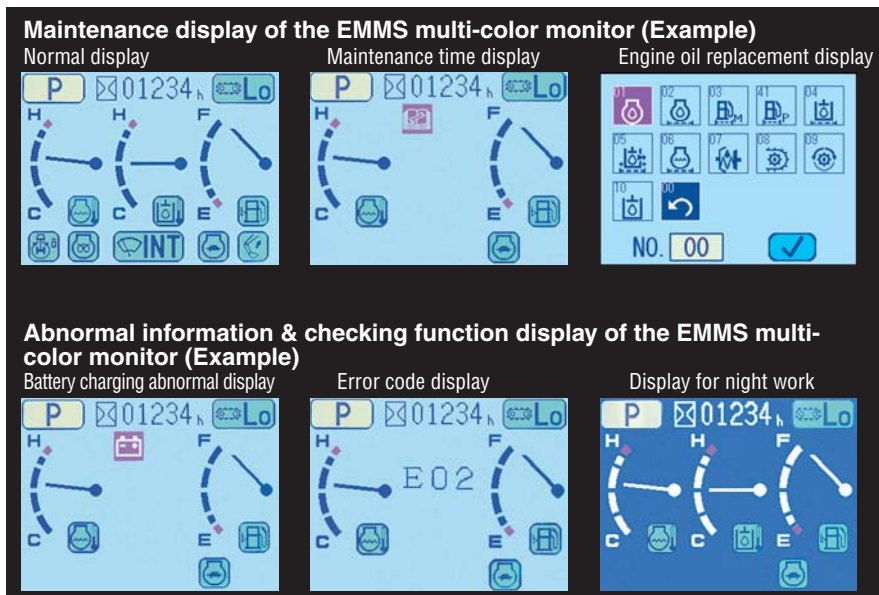 Maintenance display of the EMMS multi-color monitor (Example)
Normal display
Maintenance time display
Engine oil replacement display
P 01234 h Lo
H H F
C C E
INT
P 01234 h Lo
H F
C E
01 02 03 41 04
M P
05 06 07 08 09
10 00
NO. 00
Abnormal information & checking function display of the EMMS multi-
color monitor (Example)
Battery charging abnormal display
Error code display
Display for night work
P 01234 h Lo
H F
C E
P 01234 h Lo
H F
E02
C E
P 01234 h Lo
H H F
C C E